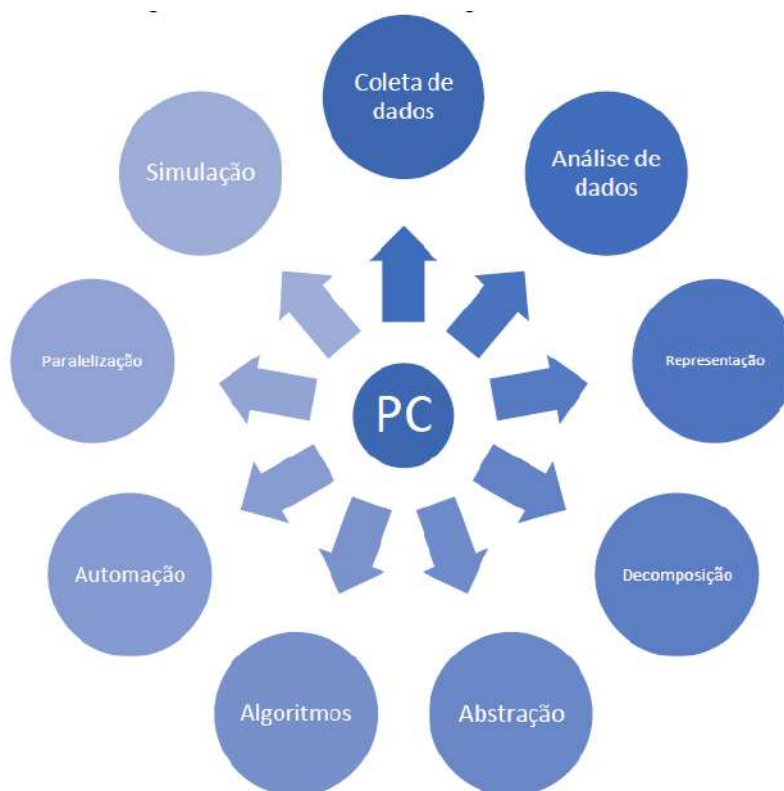 Coleta de
dados
Análise de
dados
Representação
Decomposição
Abstração
Algoritmos
Automação
Paralelização
Simulação
PC